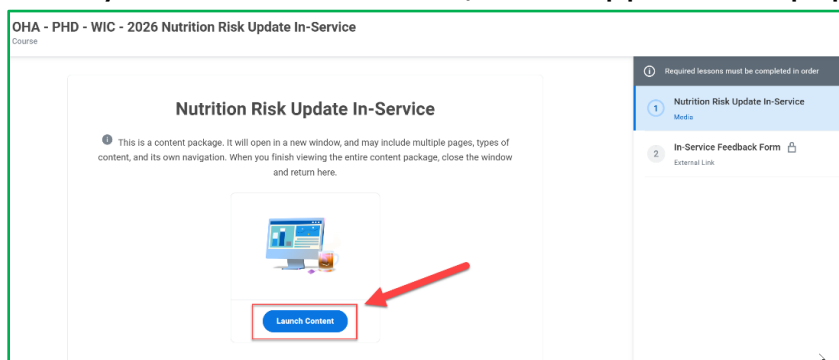 OHA - PHD - WIC - 2026 Nutrition Risk Update In-Service
Course
Nutrition Risk Update In-Service
This is a content package. It will open in a new window, and may include multiple pages, types of
content, and its own navigation. When you finish viewing the entire content package, close the window
and return here.
Launch Content
Required lessons must be completed in order
1
Nutrition Risk Update In-Service
Media
2
In-Service Feedback Form
External Link